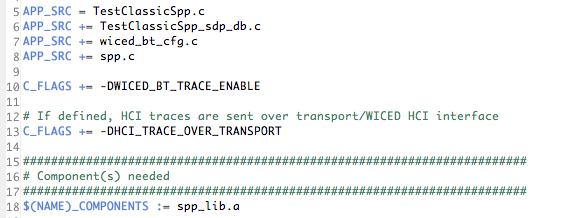 5 APP_SRC = TestClassicSpp.c
6 APP_SRC += TestClassicSpp_sdp_db.c
7 APP_SRC += wiced_bt_cfg.c
8 APP_SRC += spp.c
9
10 C_FLAGS += -DWICED_BT_TRACE_ENABLE
11
12 # If defined, HCI traces are sent over transport/WICED HCI interface
13 C_FLAGS += -DHCI_TRACE_OVER_TRANSPORT
14
15 ########################################################################
16 # Component(s) needed
17 ########################################################################
18 $(NAME)_COMPONENTS := spp_lib.a